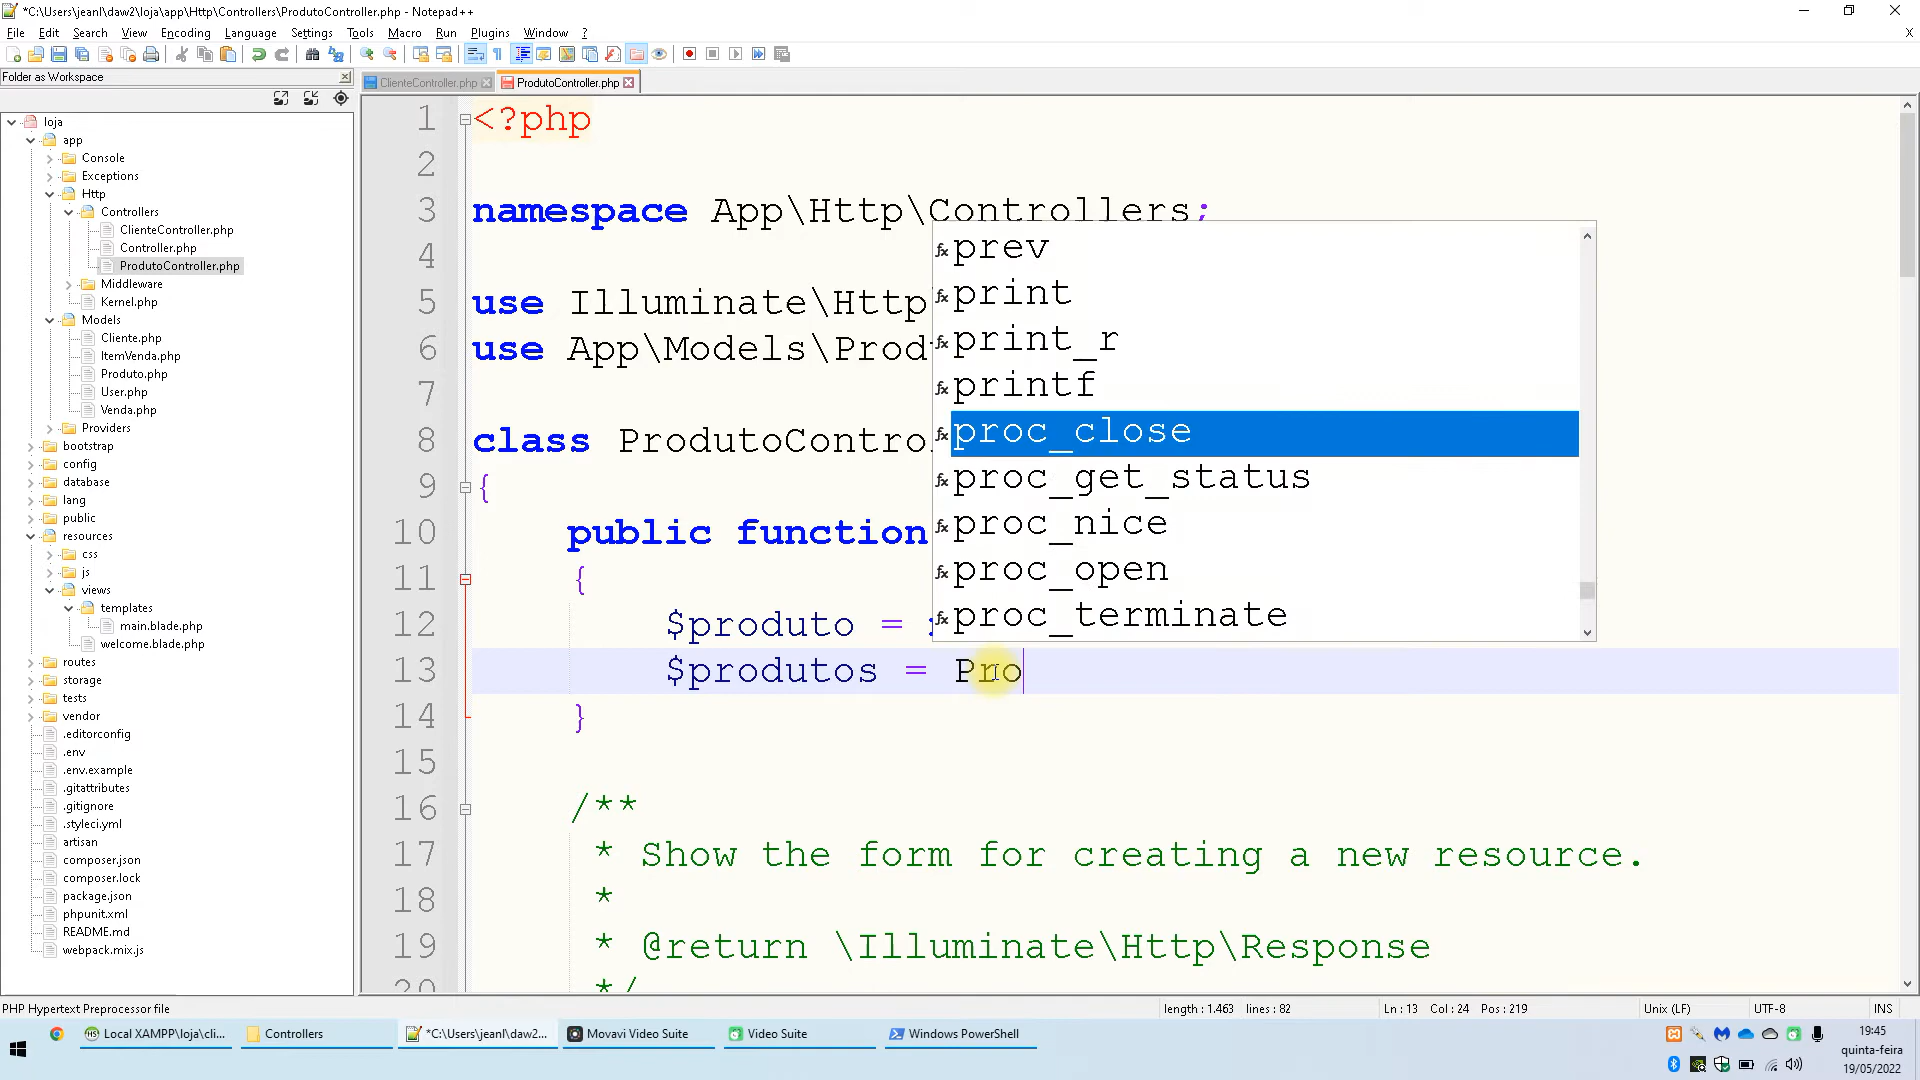 *C:\Users\jeanl\daw2\loja\app\Http\Controllers\ProdutoController.php - Notepad++
File Edit Search View Encoding Language Settings Tools Macro Run Plugins Window ? X
Folder as Workspace
ClienteController.php
ProdutoController.php
loja
app
Console
Exceptions
Http
Controllers
ClienteController.php
Controller.php
ProdutoController.php
Middleware
Kernel.php
Models
Cliente.php
ItemVenda.php
Produto.php
User.php
Venda.php
Providers
bootstrap
config
database
lang
public
resources
css
js
views
templates
main.blade.php
welcome.blade.php
routes
storage
tests
vendor
.editorconfig
.env
.env.example
.gitattributes
.gitignore
.styleci.yml
artisan
composer.json
composer.lock
package.json
phpunit.xml
README.md
webpack.mix.js
1 <?php
2
3 namespace App\Http\Controllers;
4
5 use Illuminate\Http
6 use App\Models\Prod
7
8 class ProdutoContro
9 {
10 public function
11 {
12 $produto =
13 $produtos = Pro
14 }
15
16 /**
17 * Show the form for creating a new resource.
18 *
19 * @return \Illuminate\Http\Response
20 */
prev
print
print_r
printf
proc_close
proc_get_status
proc_nice
proc_open
proc_terminate
PHP Hypertext Preprocessor file length : 1.463 lines : 82 Ln : 13 Col : 24 Pos : 219 Unix (LF) UTF-8 INS
Local XAMPP\loja\cli... Controllers *C:\Users\jeanl\daw2... Movavi Video Suite Video Suite Windows PowerShell
19:45
quinta-feira
19/05/2022